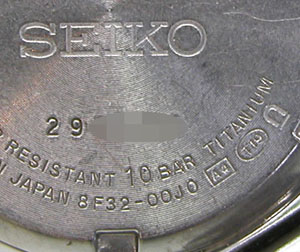 SEIKO
29
RESISTANT 10 BAR TITANIUM
JAPAN 8F32-00J0